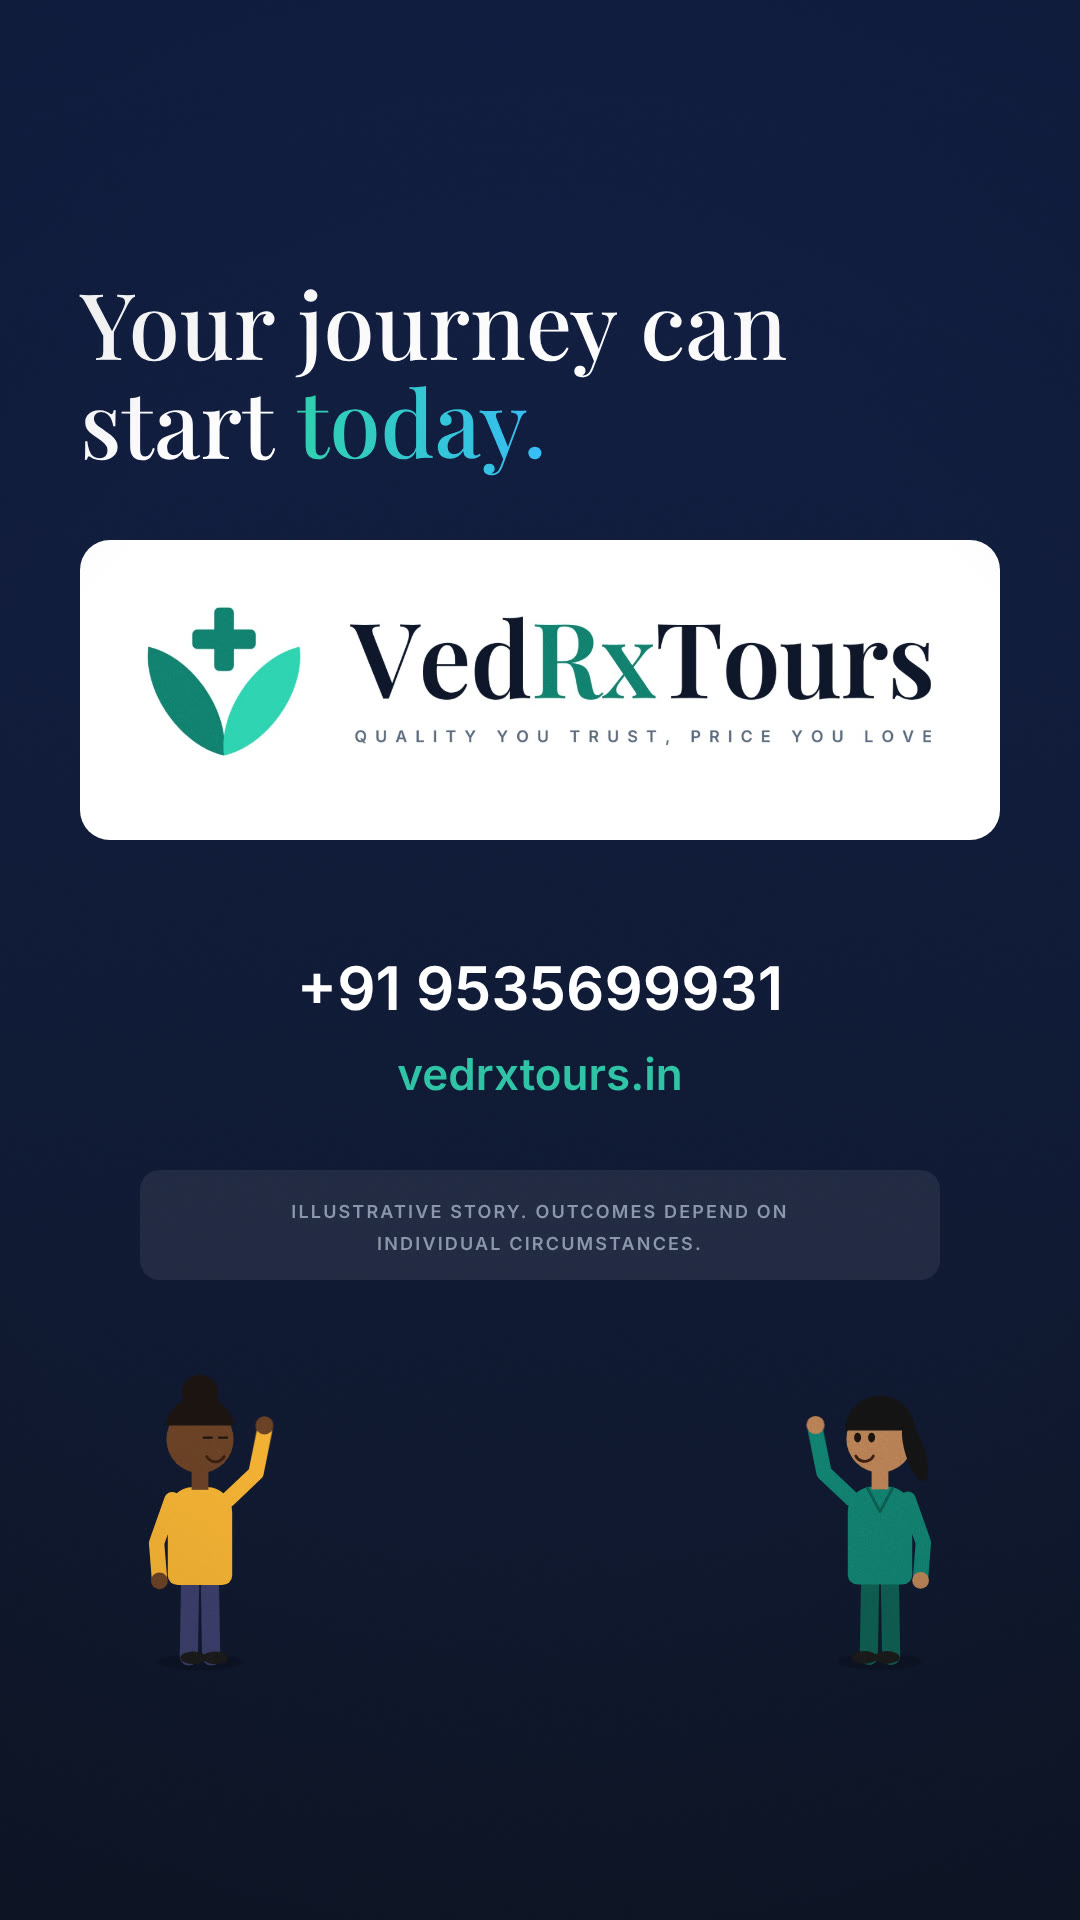 Your journey can
start today.
VedRxTours
QUALITY YOU TRUST, PRICE YOU LOVE
+91 9535699931
vedrxtours.in
ILLUSTRATIVE STORY. OUTCOMES DEPEND ON
INDIVIDUAL CIRCUMSTANCES.